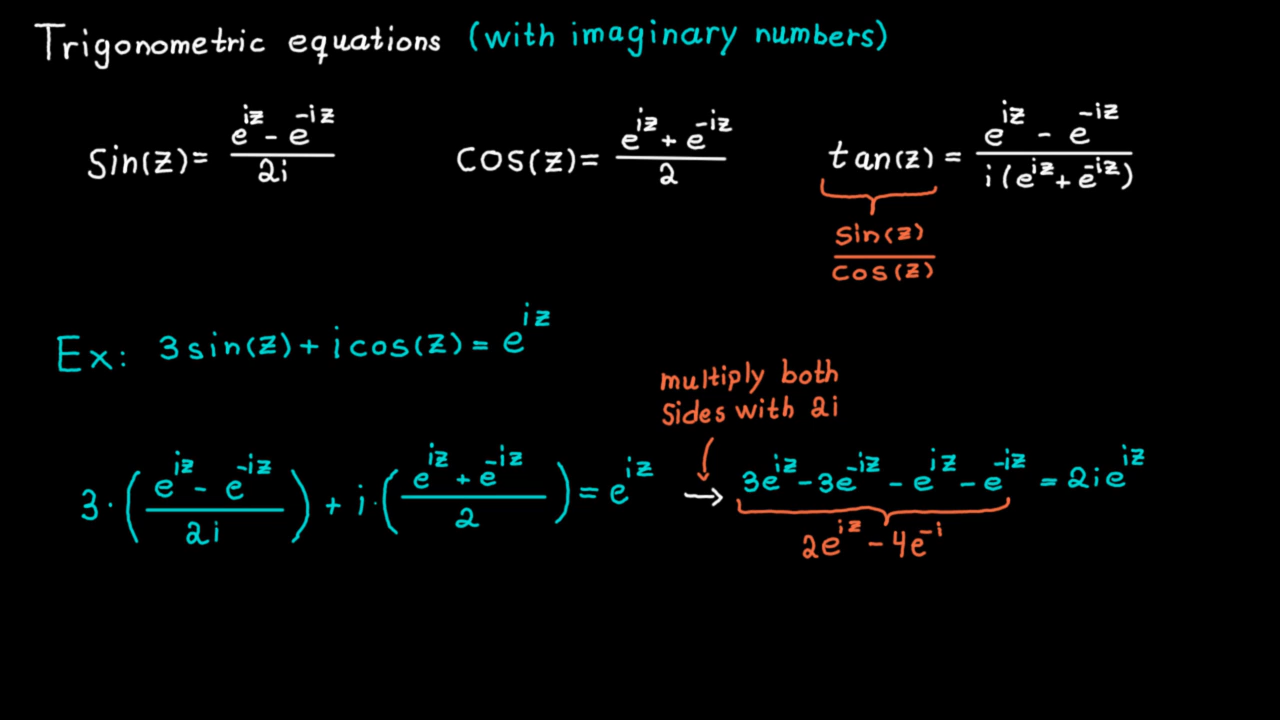 Trigonometric equations (with imaginary numbers)
Sin(z) = (e^{iz} - e^{-iz}) / 2i
COS(z) = (e^{iz} + e^{-iz}) / 2
tan(z) = (e^{iz} - e^{-iz}) / i(e^{iz} + e^{-iz})
Sin(z) / COS(z)
Ex: 3sin(z) + i cos(z) = e^{iz}
multiply both
Sides with 2i
3·((e^{iz} - e^{-iz}) / 2i) + i·((e^{iz} + e^{-iz}) / 2) = e^{iz} → 3e^{iz} - 3e^{-iz} - e^{iz} - e^{-iz} = 2ie^{iz}
2e^{iz} - 4e^{-i}